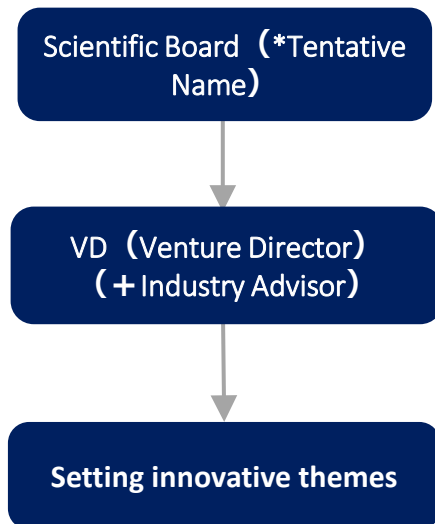 Scientific Board（*Tentative
Name）
VD（Venture Director）
（＋Industry Advisor）
Setting innovative themes